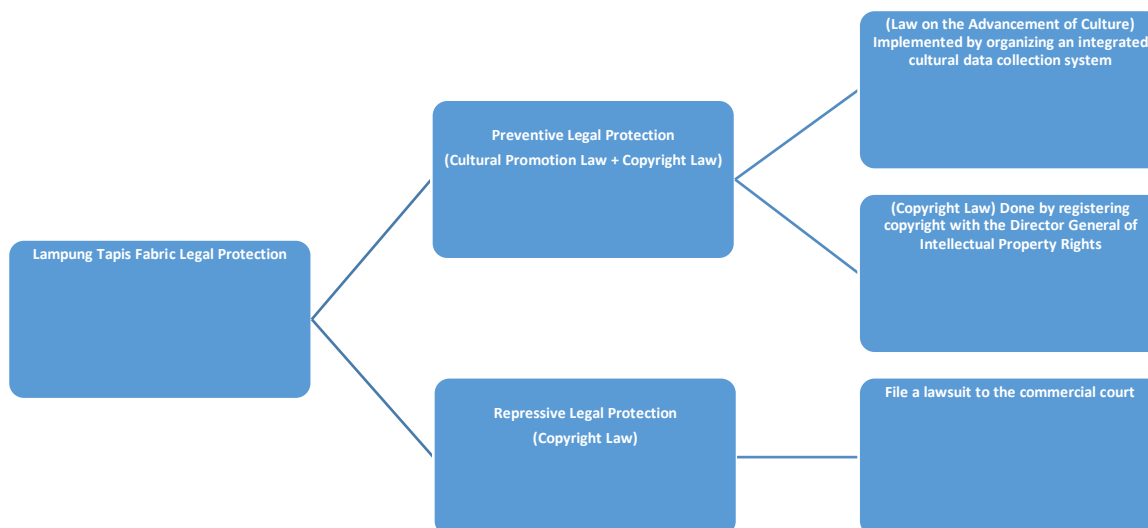 Lampung Tapis Fabric Legal Protection
Preventive Legal Protection
(Cultural Promotion Law + Copyright Law)
Repressive Legal Protection
(Copyright Law)
(Law on the Advancement of Culture)
Implemented by organizing an integrated
cultural data collection system
(Copyright Law) Done by registering
copyright with the Director General of
Intellectual Property Rights
File a lawsuit to the commercial court